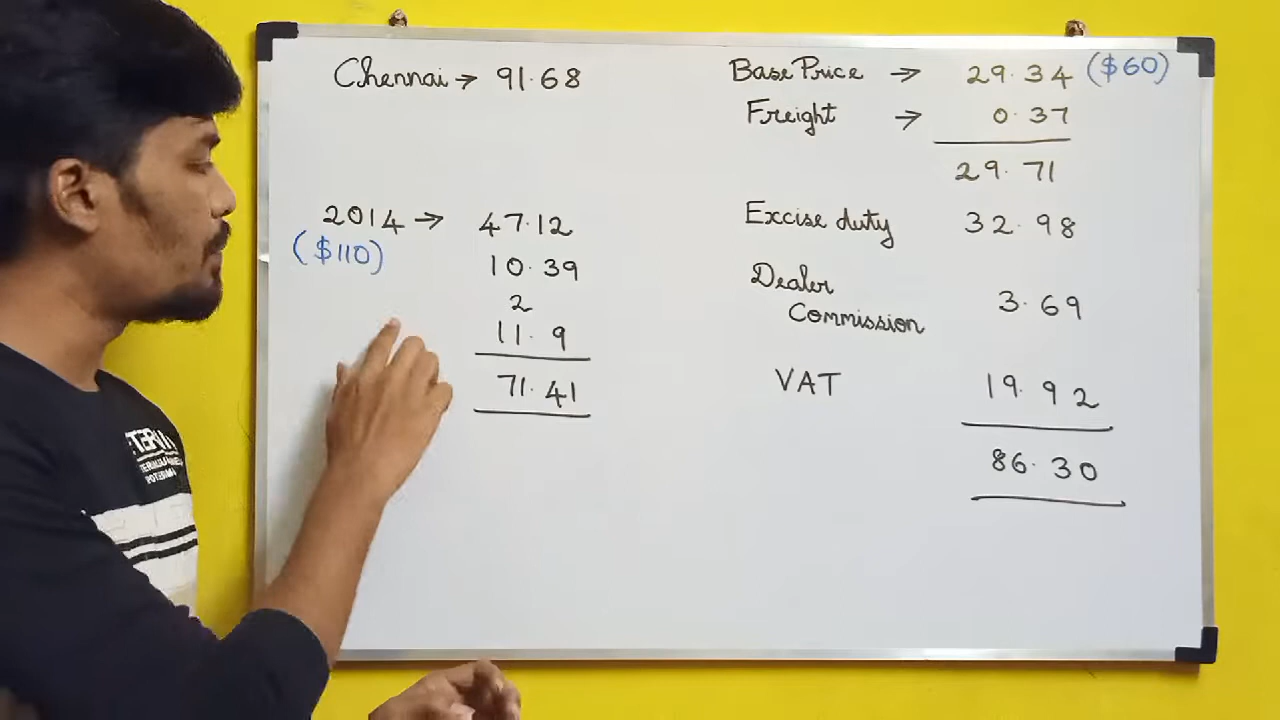 Chennai → 91.68
2014 → 47.12
($110)
10.39
2
11.9
71.41
Base Price → 29.34 ($60)
Freight → 0.37
29.71
Excise duty 32.98
Dealer
Commission 3.69
VAT 19.92
86.30